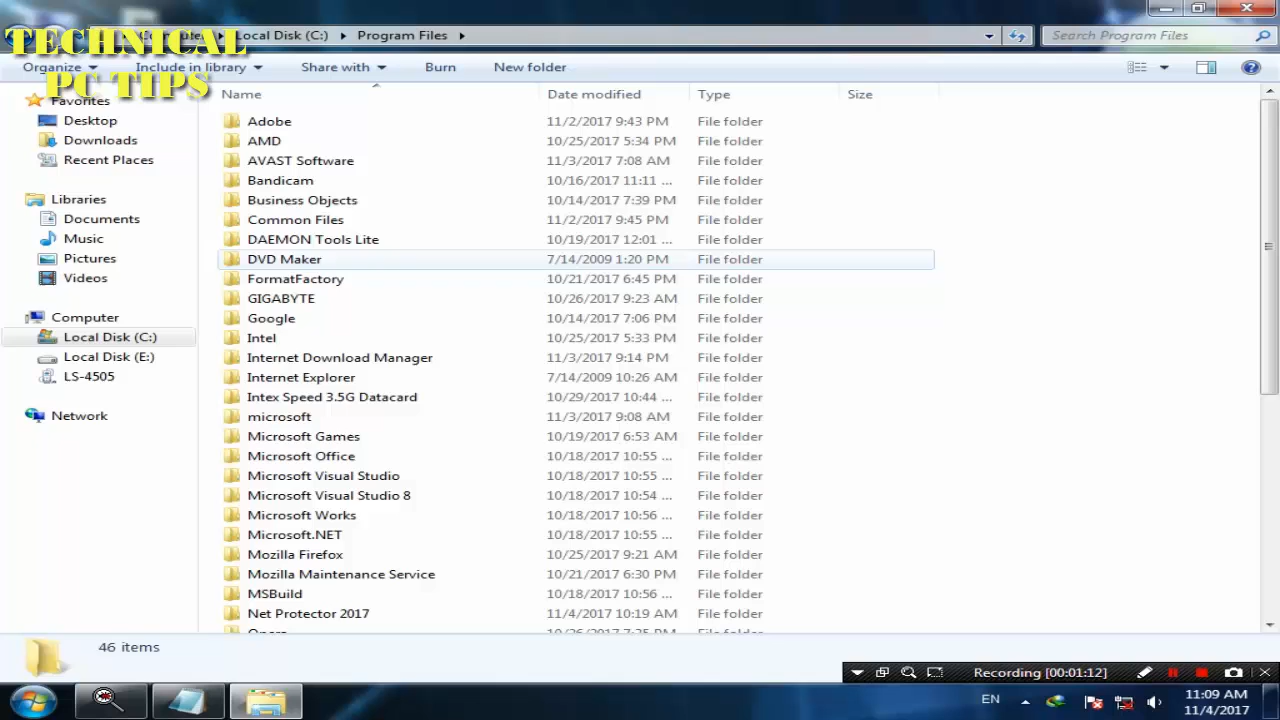 TECHNICAL
PC TIPS
Local Disk (C:) Program Files
Search Program Files
Organize Include in library Share with Burn New folder
Name Date modified Type Size
Favorites
Desktop
Downloads
Recent Places
Libraries
Documents
Music
Pictures
Videos
Computer
Local Disk (C:)
Local Disk (E:)
LS-4505
Network
Adobe 11/2/2017 9:43 PM File folder
AMD 10/25/2017 5:34 PM File folder
AVAST Software 11/3/2017 7:08 AM File folder
Bandicam 10/16/2017 11:11 ... File folder
Business Objects 10/14/2017 7:39 PM File folder
Common Files 11/2/2017 9:45 PM File folder
DAEMON Tools Lite 10/19/2017 12:01 ... File folder
DVD Maker 7/14/2009 1:20 PM File folder
FormatFactory 10/21/2017 6:45 PM File folder
GIGABYTE 10/26/2017 9:23 AM File folder
Google 10/14/2017 7:06 PM File folder
Intel 10/25/2017 5:33 PM File folder
Internet Download Manager 11/3/2017 9:14 PM File folder
Internet Explorer 7/14/2009 10:26 AM File folder
Intex Speed 3.5G Datacard 10/29/2017 10:44 ... File folder
microsoft 11/3/2017 9:08 AM File folder
Microsoft Games 10/19/2017 6:53 AM File folder
Microsoft Office 10/18/2017 10:55 ... File folder
Microsoft Visual Studio 10/18/2017 10:55 ... File folder
Microsoft Visual Studio 8 10/18/2017 10:54 ... File folder
Microsoft Works 10/18/2017 10:56 ... File folder
Microsoft.NET 10/18/2017 10:55 ... File folder
Mozilla Firefox 10/25/2017 9:21 AM File folder
Mozilla Maintenance Service 10/21/2017 6:30 PM File folder
MSBuild 10/18/2017 10:56 ... File folder
Net Protector 2017 11/4/2017 10:19 AM File folder
46 items
Recording [00:01:12]
EN
11:09 AM
11/4/2017